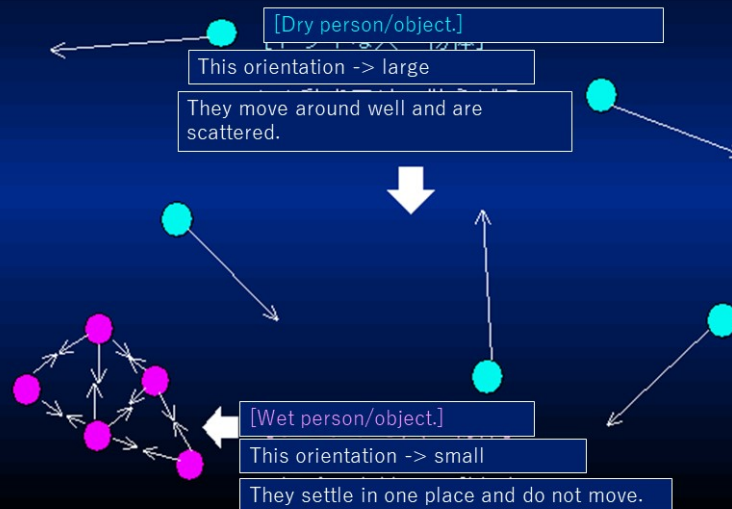 [Dry person/object.]
This orientation -> large
They move around well and are
scattered.
[Wet person/object.]
This orientation -> small
They settle in one place and do not move.